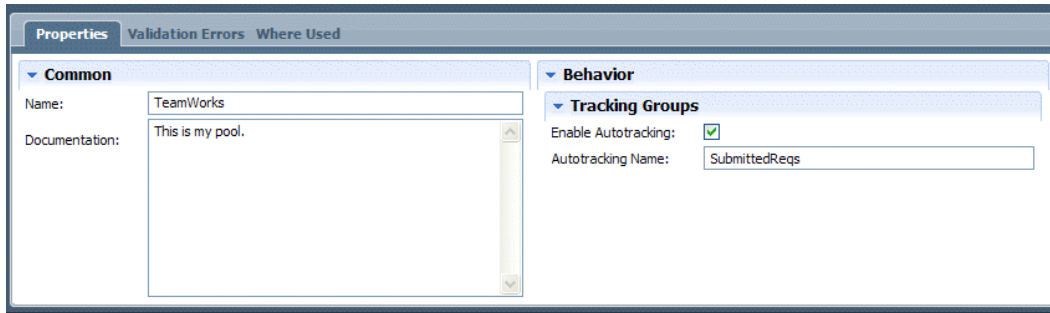 Properties Validation Errors Where Used
Common
Name: TeamWorks
Documentation: This is my pool.
Behavior
Tracking Groups
Enable Autotracking:
Autotracking Name: SubmittedReqs